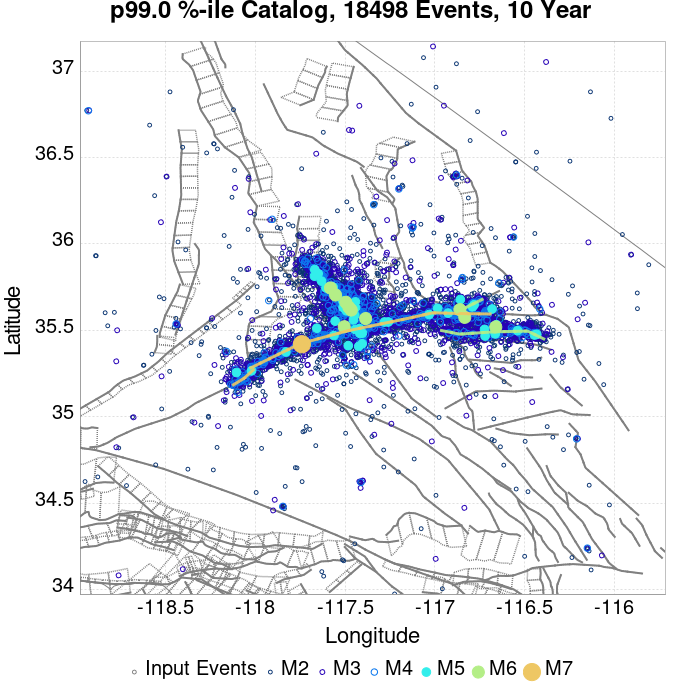 p99.0 %-ile Catalog, 18498 Events, 10 Year
37
36.5
36
35.5
35
34.5
34
Latitude
-118.5 -118 -117.5 -117 -116.5 -116
Longitude
Input Events M2 M3 M4 M5 M6 M7